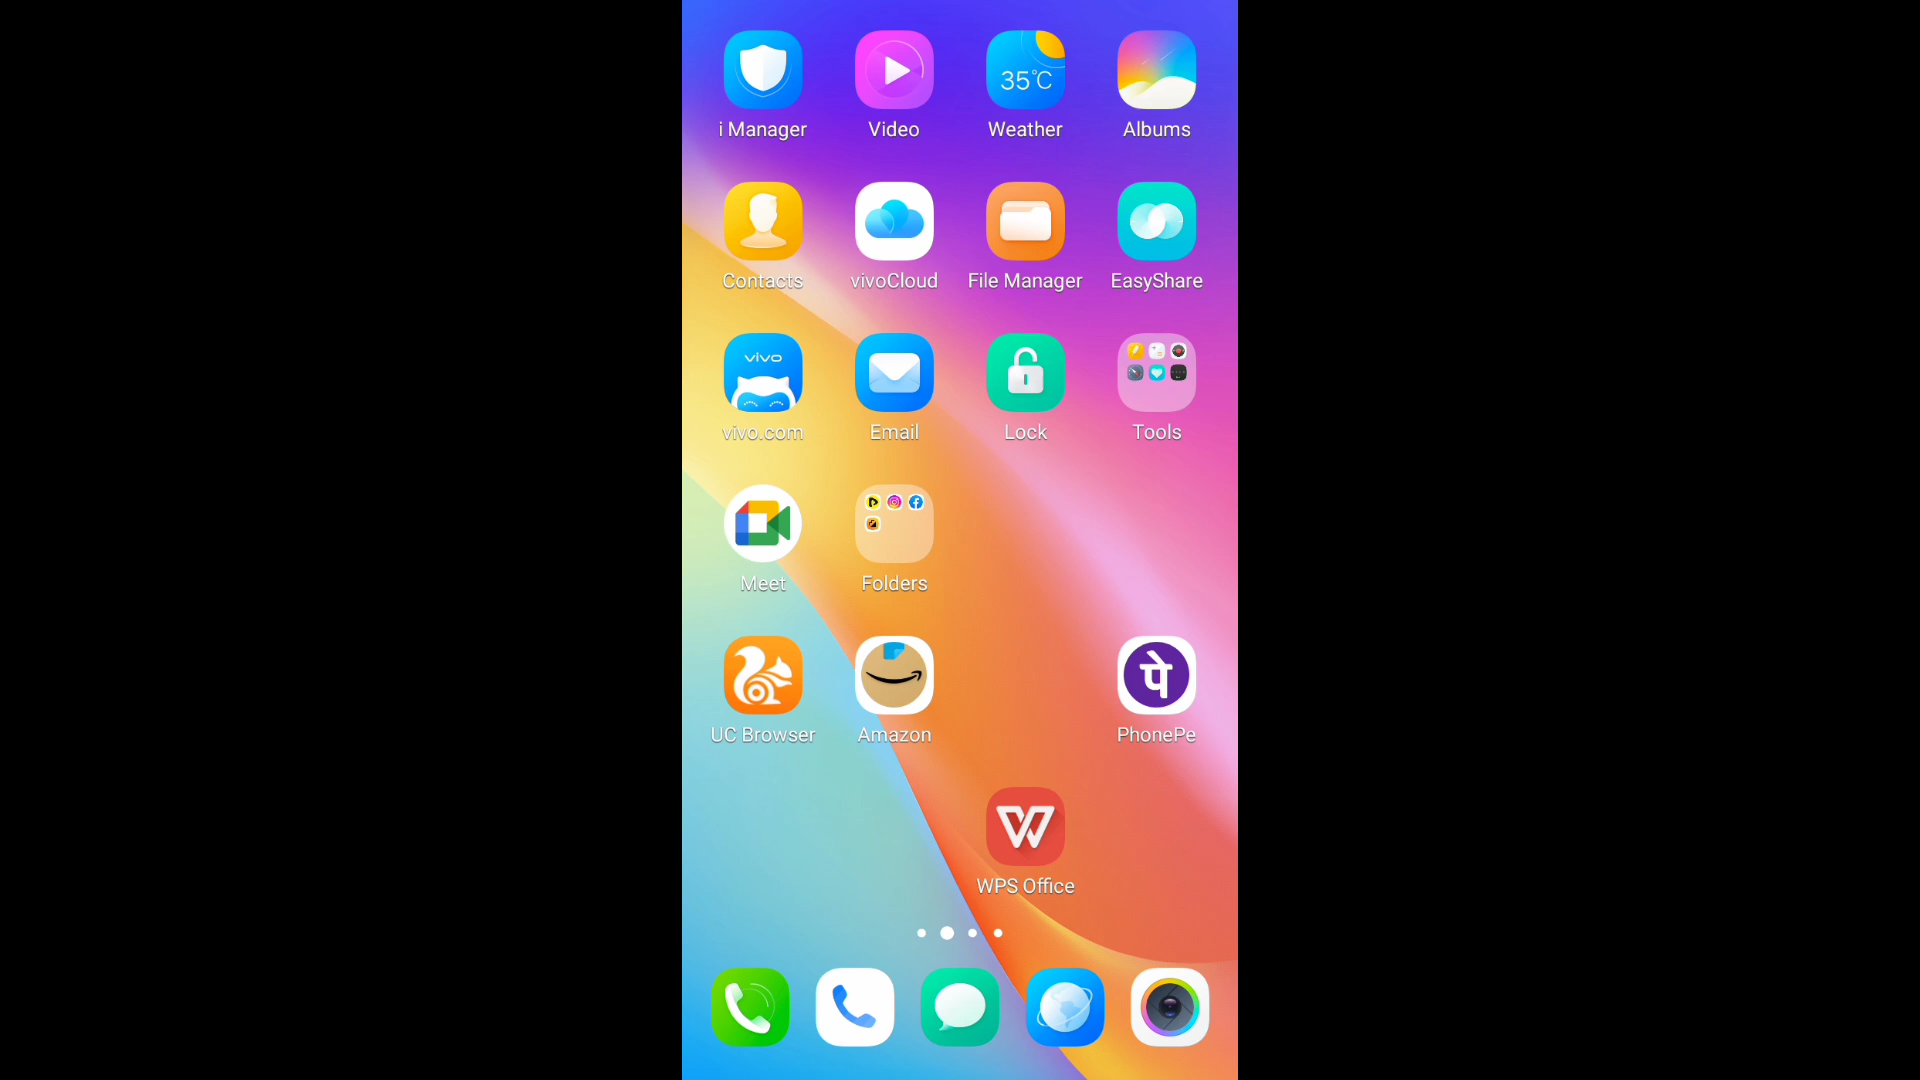 35°C
i Manager
Video
Weather
Albums
Contacts
vivoCloud
File Manager
EasyShare
vivo
vivo.com
Email
Lock
Tools
Meet
Folders
पे
UC Browser
Amazon
PhonePe
W
WPS Office